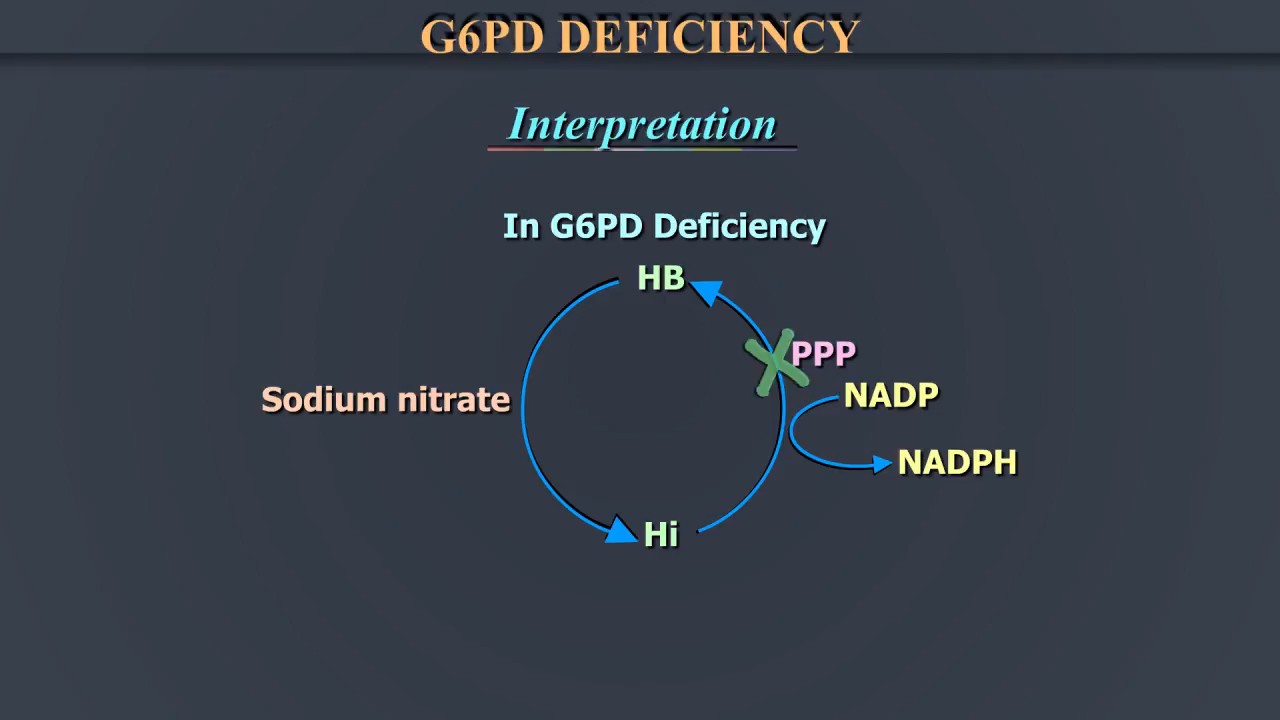 G6PD DEFICIENCY
Interpretation
In G6PD Deficiency
HB
PPP
NADP
Sodium nitrate
NADPH
Hi